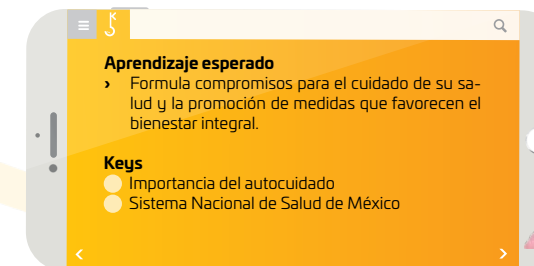 Aprendizaje esperado
› Formula compromisos para el cuidado de su sa-
lud y la promoción de medidas que favorecen el
bienestar integral.
Keys
Importancia del autocuidado
Sistema Nacional de Salud de México